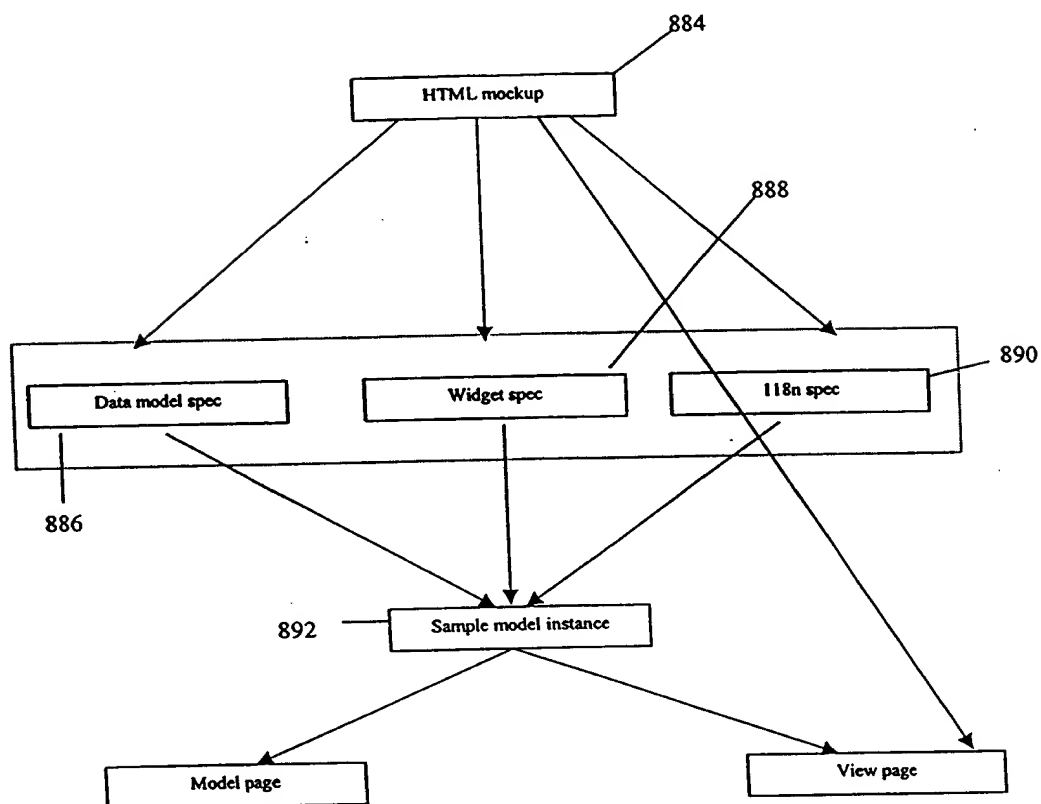 884
HTML mockup
888
890
Data model spec
Widget spec
118n spec
886
892
Sample model instance
Model page
View page